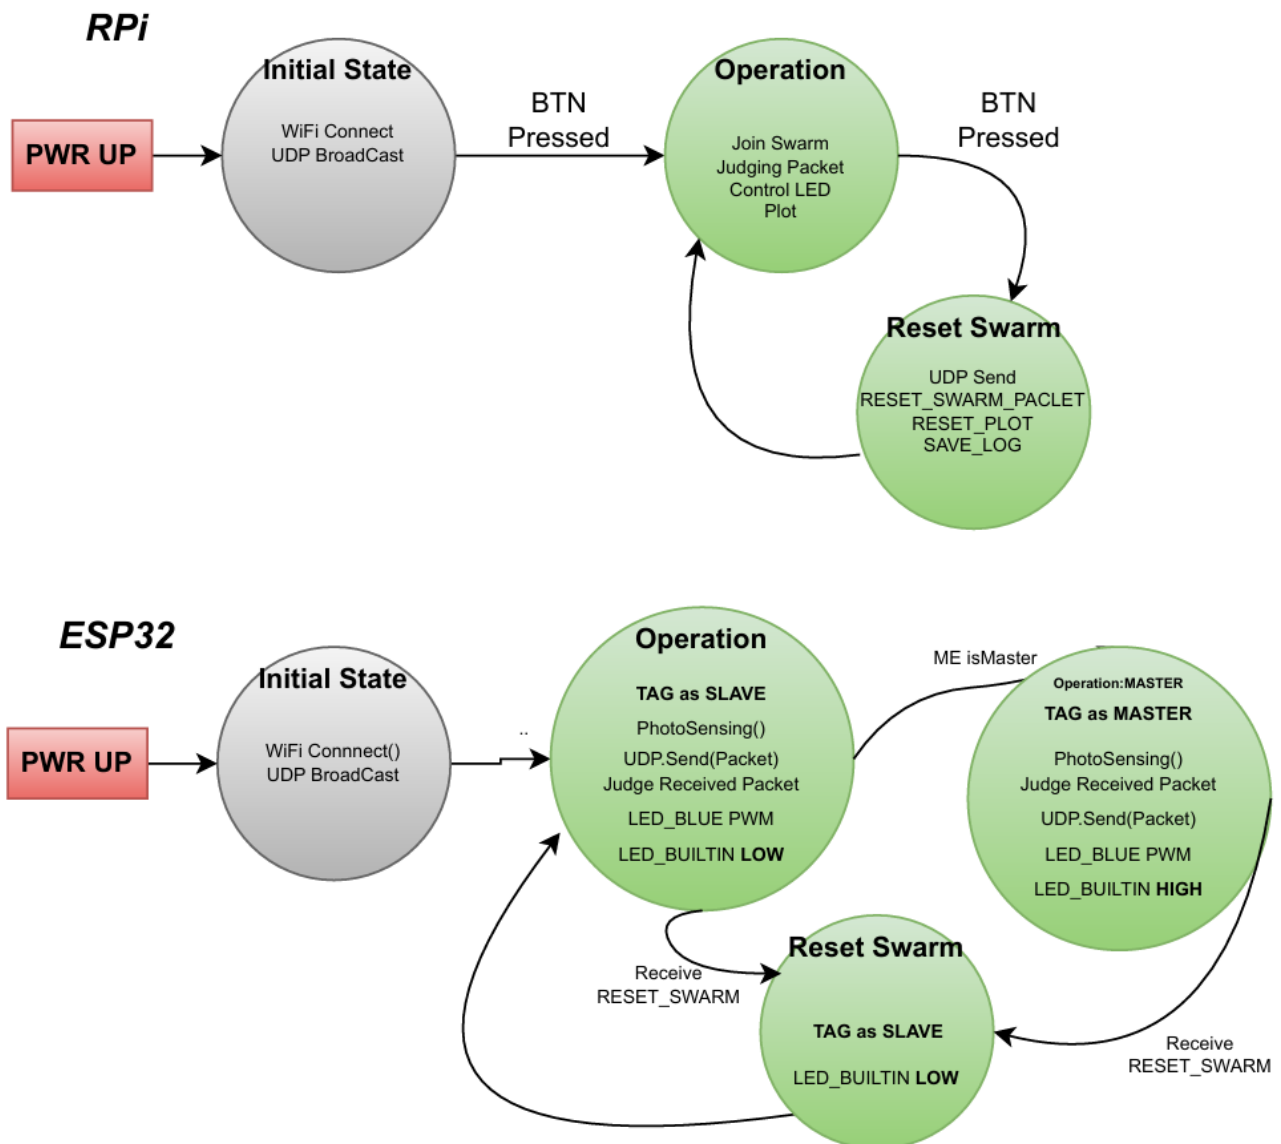 RPi
PWR UP
Initial State
WiFi Connect
UDP BroadCast
BTN
Pressed
Operation
Join Swarm
Judging Packet
Control LED
Plot
BTN
Pressed
Reset Swarm
UDP Send
RESET_SWARM_PACLET
RESET_PLOT
SAVE_LOG
ESP32
PWR UP
Initial State
WiFi Connnect()
UDP BroadCast
..
Operation
TAG as SLAVE
PhotoSensing()
UDP.Send(Packet)
Judge Received Packet
LED_BLUE PWM
LED_BUILTIN LOW
ME isMaster
Operation:MASTER
TAG as MASTER
PhotoSensing()
Judge Received Packet
UDP.Send(Packet)
LED_BLUE PWM
LED_BUILTIN HIGH
Receive
RESET_SWARM
Reset Swarm
TAG as SLAVE
LED_BUILTIN LOW
Receive
RESET_SWARM